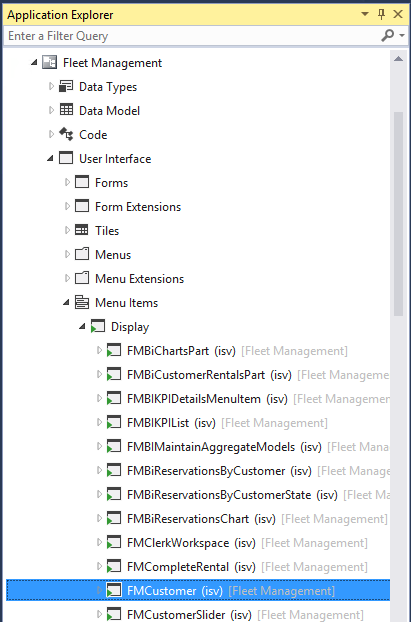 Application Explorer
Enter a Filter Query
Fleet Management
Data Types
Data Model
Code
User Interface
Forms
Form Extensions
Tiles
Menus
Menu Extensions
Menu Items
Display
FMBiChartsPart (isv) [Fleet Management]
FMBiCustomerRentalsPart (isv) [Fleet Manageme
FMBIKPIDetailsMenuItem (isv) [Fleet Manageme
FMBIKPIList (isv) [Fleet Management]
FMBIMaintainAggregateModels (isv) [Fleet Mana
FMBiReservationsByCustomer (isv) [Fleet Manag
FMBiReservationsByCustomerState (isv) [Fleet M
FMBiReservationsChart (isv) [Fleet Management]
FMClerkWorkspace (isv) [Fleet Management]
FMCompleteRental (isv) [Fleet Management]
FMCustomer (isv) [Fleet Management]
FMCustomerSlider (isv) [Fleet Management]